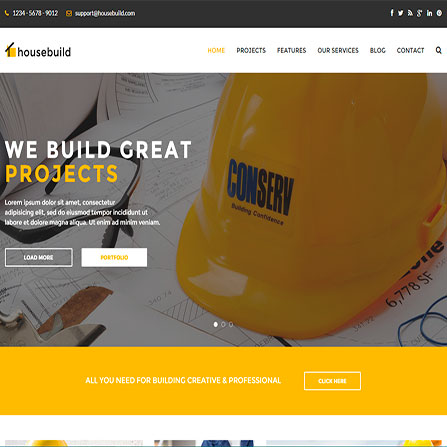 1234 - 5678 - 9012 support@housebuild.com
housebuild HOME PROJECTS FEATURES OUR SERVICES BLOG CONTACT
WE BUILD GREAT
PROJECTS
Lorem ipsum dolor sit amet, consectetur
adipisicing elit, sed do eiusmod tempor incididunt ut
labore et dolore magna aliqua. Ut enim ad minim veniam.
LOAD MORE PORTFOLIO
CONSERV
Building Confidence
6,778 SF
ALL YOU NEED FOR BUILDING CREATIVE & PROFESSIONAL CLICK HERE